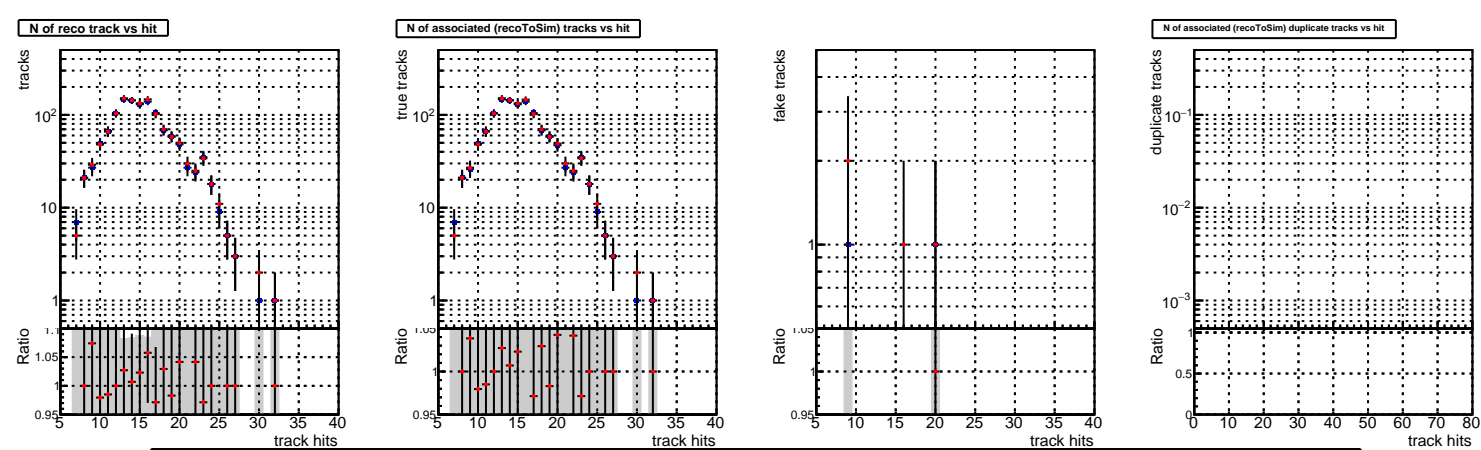 N of reco track vs hit
N of associated (recoToSim) tracks vs hit
N of associated (recoToSim) duplicate tracks vs hit
tracks
10²
10
1
Ratio
1.1
1.05
1
0.95
5 10 15 20 25 30 35 40
track hits
true tracks
10²
10
1
Ratio
1.05
1
0.95
5 10 15 20 25 30 35 40
track hits
fake tracks
1
Ratio
1.05
1
0.95
5 10 15 20 25 30 35 40
track hits
duplicate tracks
10⁻¹
10⁻²
10⁻³
Ratio
1
0.5
0
0 10 20 30 40 50 60 70 80
track hits